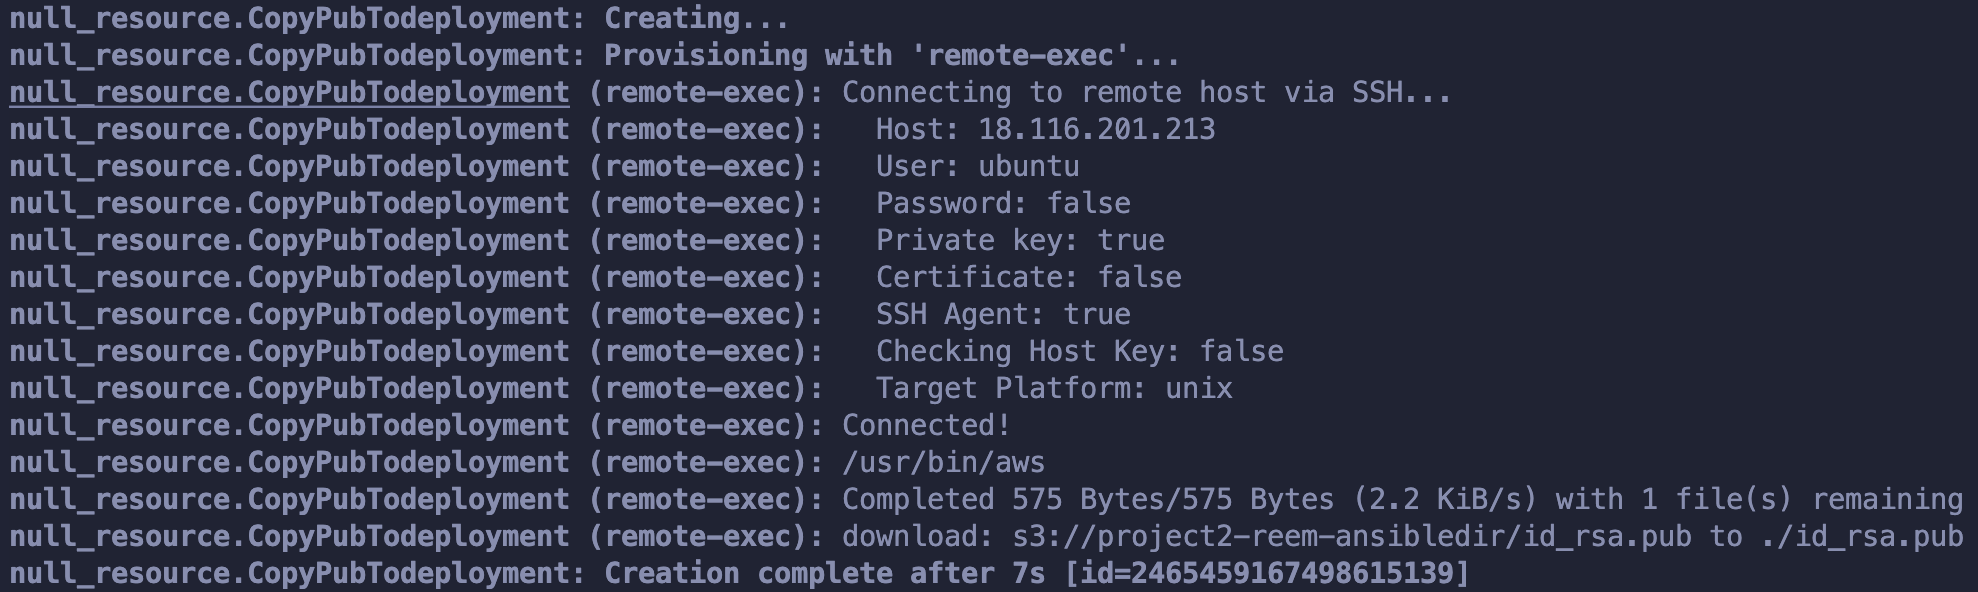 null_resource.CopyPubTodeployment: Creating...
null_resource.CopyPubTodeployment: Provisioning with 'remote-exec'...
null_resource.CopyPubTodeployment (remote-exec): Connecting to remote host via SSH...
null_resource.CopyPubTodeployment (remote-exec):   Host: 18.116.201.213
null_resource.CopyPubTodeployment (remote-exec):   User: ubuntu
null_resource.CopyPubTodeployment (remote-exec):   Password: false
null_resource.CopyPubTodeployment (remote-exec):   Private key: true
null_resource.CopyPubTodeployment (remote-exec):   Certificate: false
null_resource.CopyPubTodeployment (remote-exec):   SSH Agent: true
null_resource.CopyPubTodeployment (remote-exec):   Checking Host Key: false
null_resource.CopyPubTodeployment (remote-exec):   Target Platform: unix
null_resource.CopyPubTodeployment (remote-exec): Connected!
null_resource.CopyPubTodeployment (remote-exec): /usr/bin/aws
null_resource.CopyPubTodeployment (remote-exec): Completed 575 Bytes/575 Bytes (2.2 KiB/s) with 1 file(s) remaining
null_resource.CopyPubTodeployment (remote-exec): download: s3://project2-reem-ansibledir/id_rsa.pub to ./id_rsa.pub
null_resource.CopyPubTodeployment: Creation complete after 7s [id=2465459167498615139]